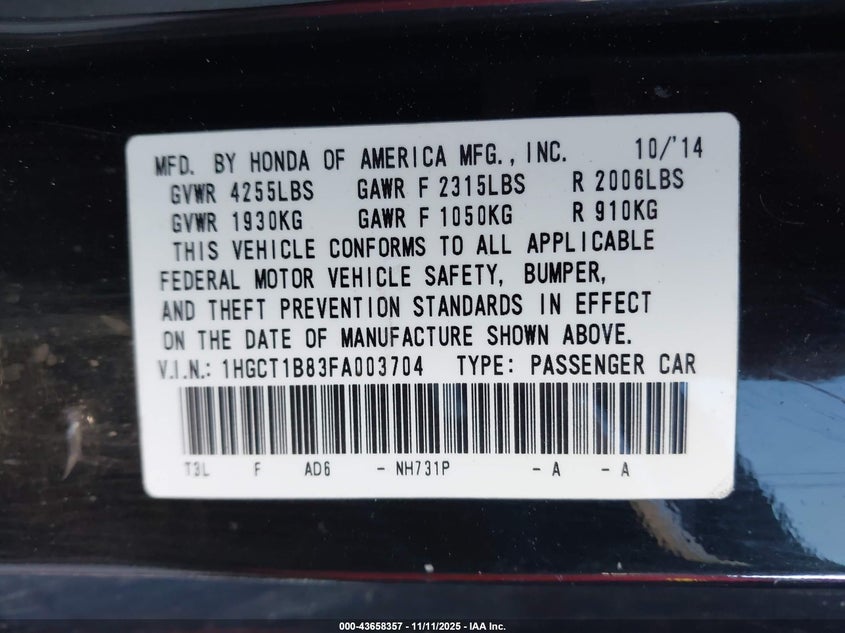 MFD. BY HONDA OF AMERICA MFG., INC. 10/'14
GVWR 4255LBS GAWR F 2315LBS R 2006LBS
GVWR 1930KG GAWR F 1050KG R 910KG
THIS VEHICLE CONFORMS TO ALL APPLICABLE
FEDERAL MOTOR VEHICLE SAFETY, BUMPER,
AND THEFT PREVENTION STANDARDS IN EFFECT
ON THE DATE OF MANUFACTURE SHOWN ABOVE.
V.I.N.: 1HGCT1B83FA003704 TYPE: PASSENGER CAR
T3L F AD6 - NH731P - A - A
000-43658357 - 11/11/2025 - IAA Inc.